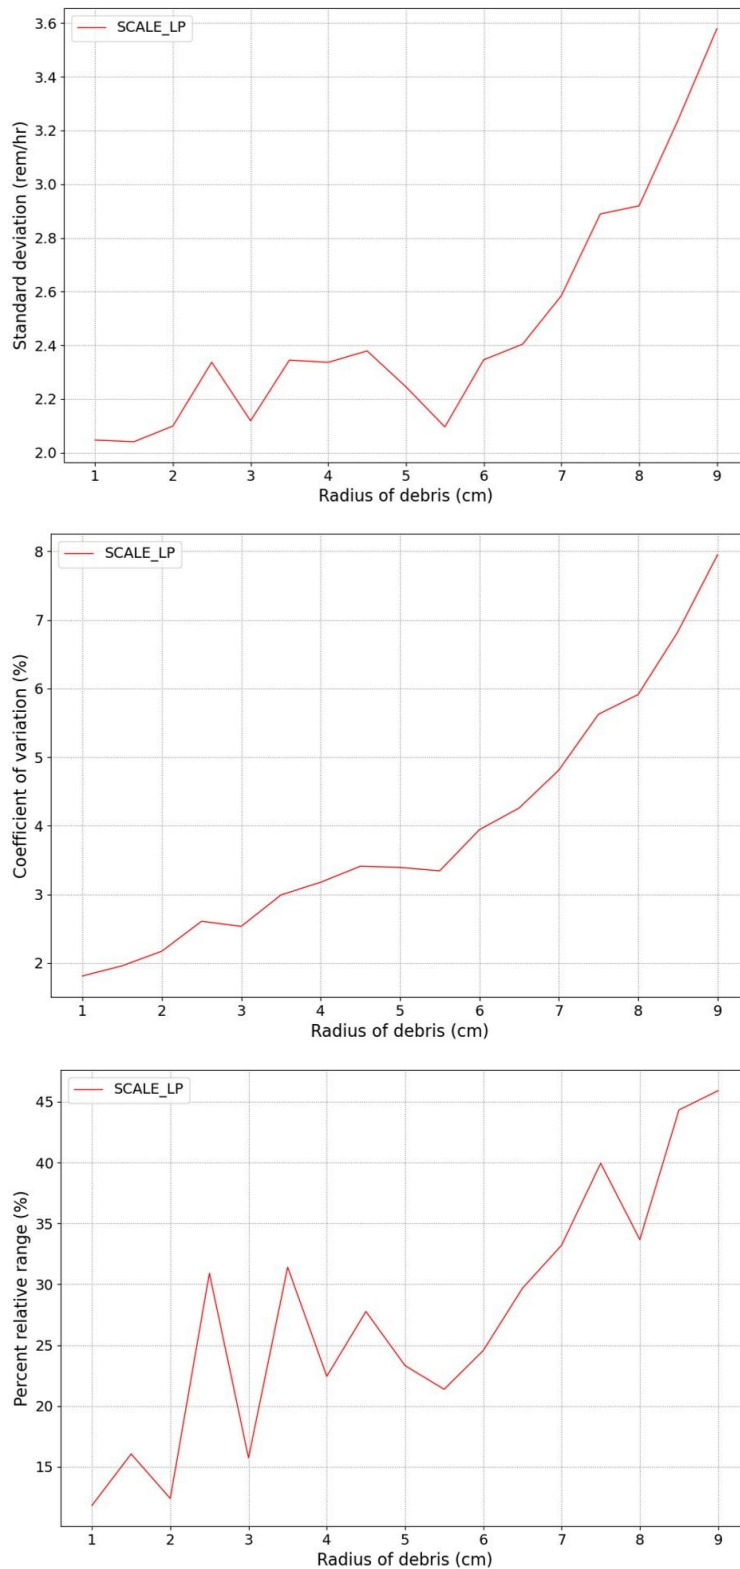 SCALE_LP
3.6
3.4
3.2
3.0
2.8
2.6
2.4
2.2
2.0
Standard deviation (rem/hr)
1 2 3 4 5 6 7 8 9
Radius of debris (cm)
SCALE_LP
8
7
6
5
4
3
2
Coefficient of variation (%)
1 2 3 4 5 6 7 8 9
Radius of debris (cm)
SCALE_LP
45
40
35
30
25
20
15
Percent relative range (%)
1 2 3 4 5 6 7 8 9
Radius of debris (cm)